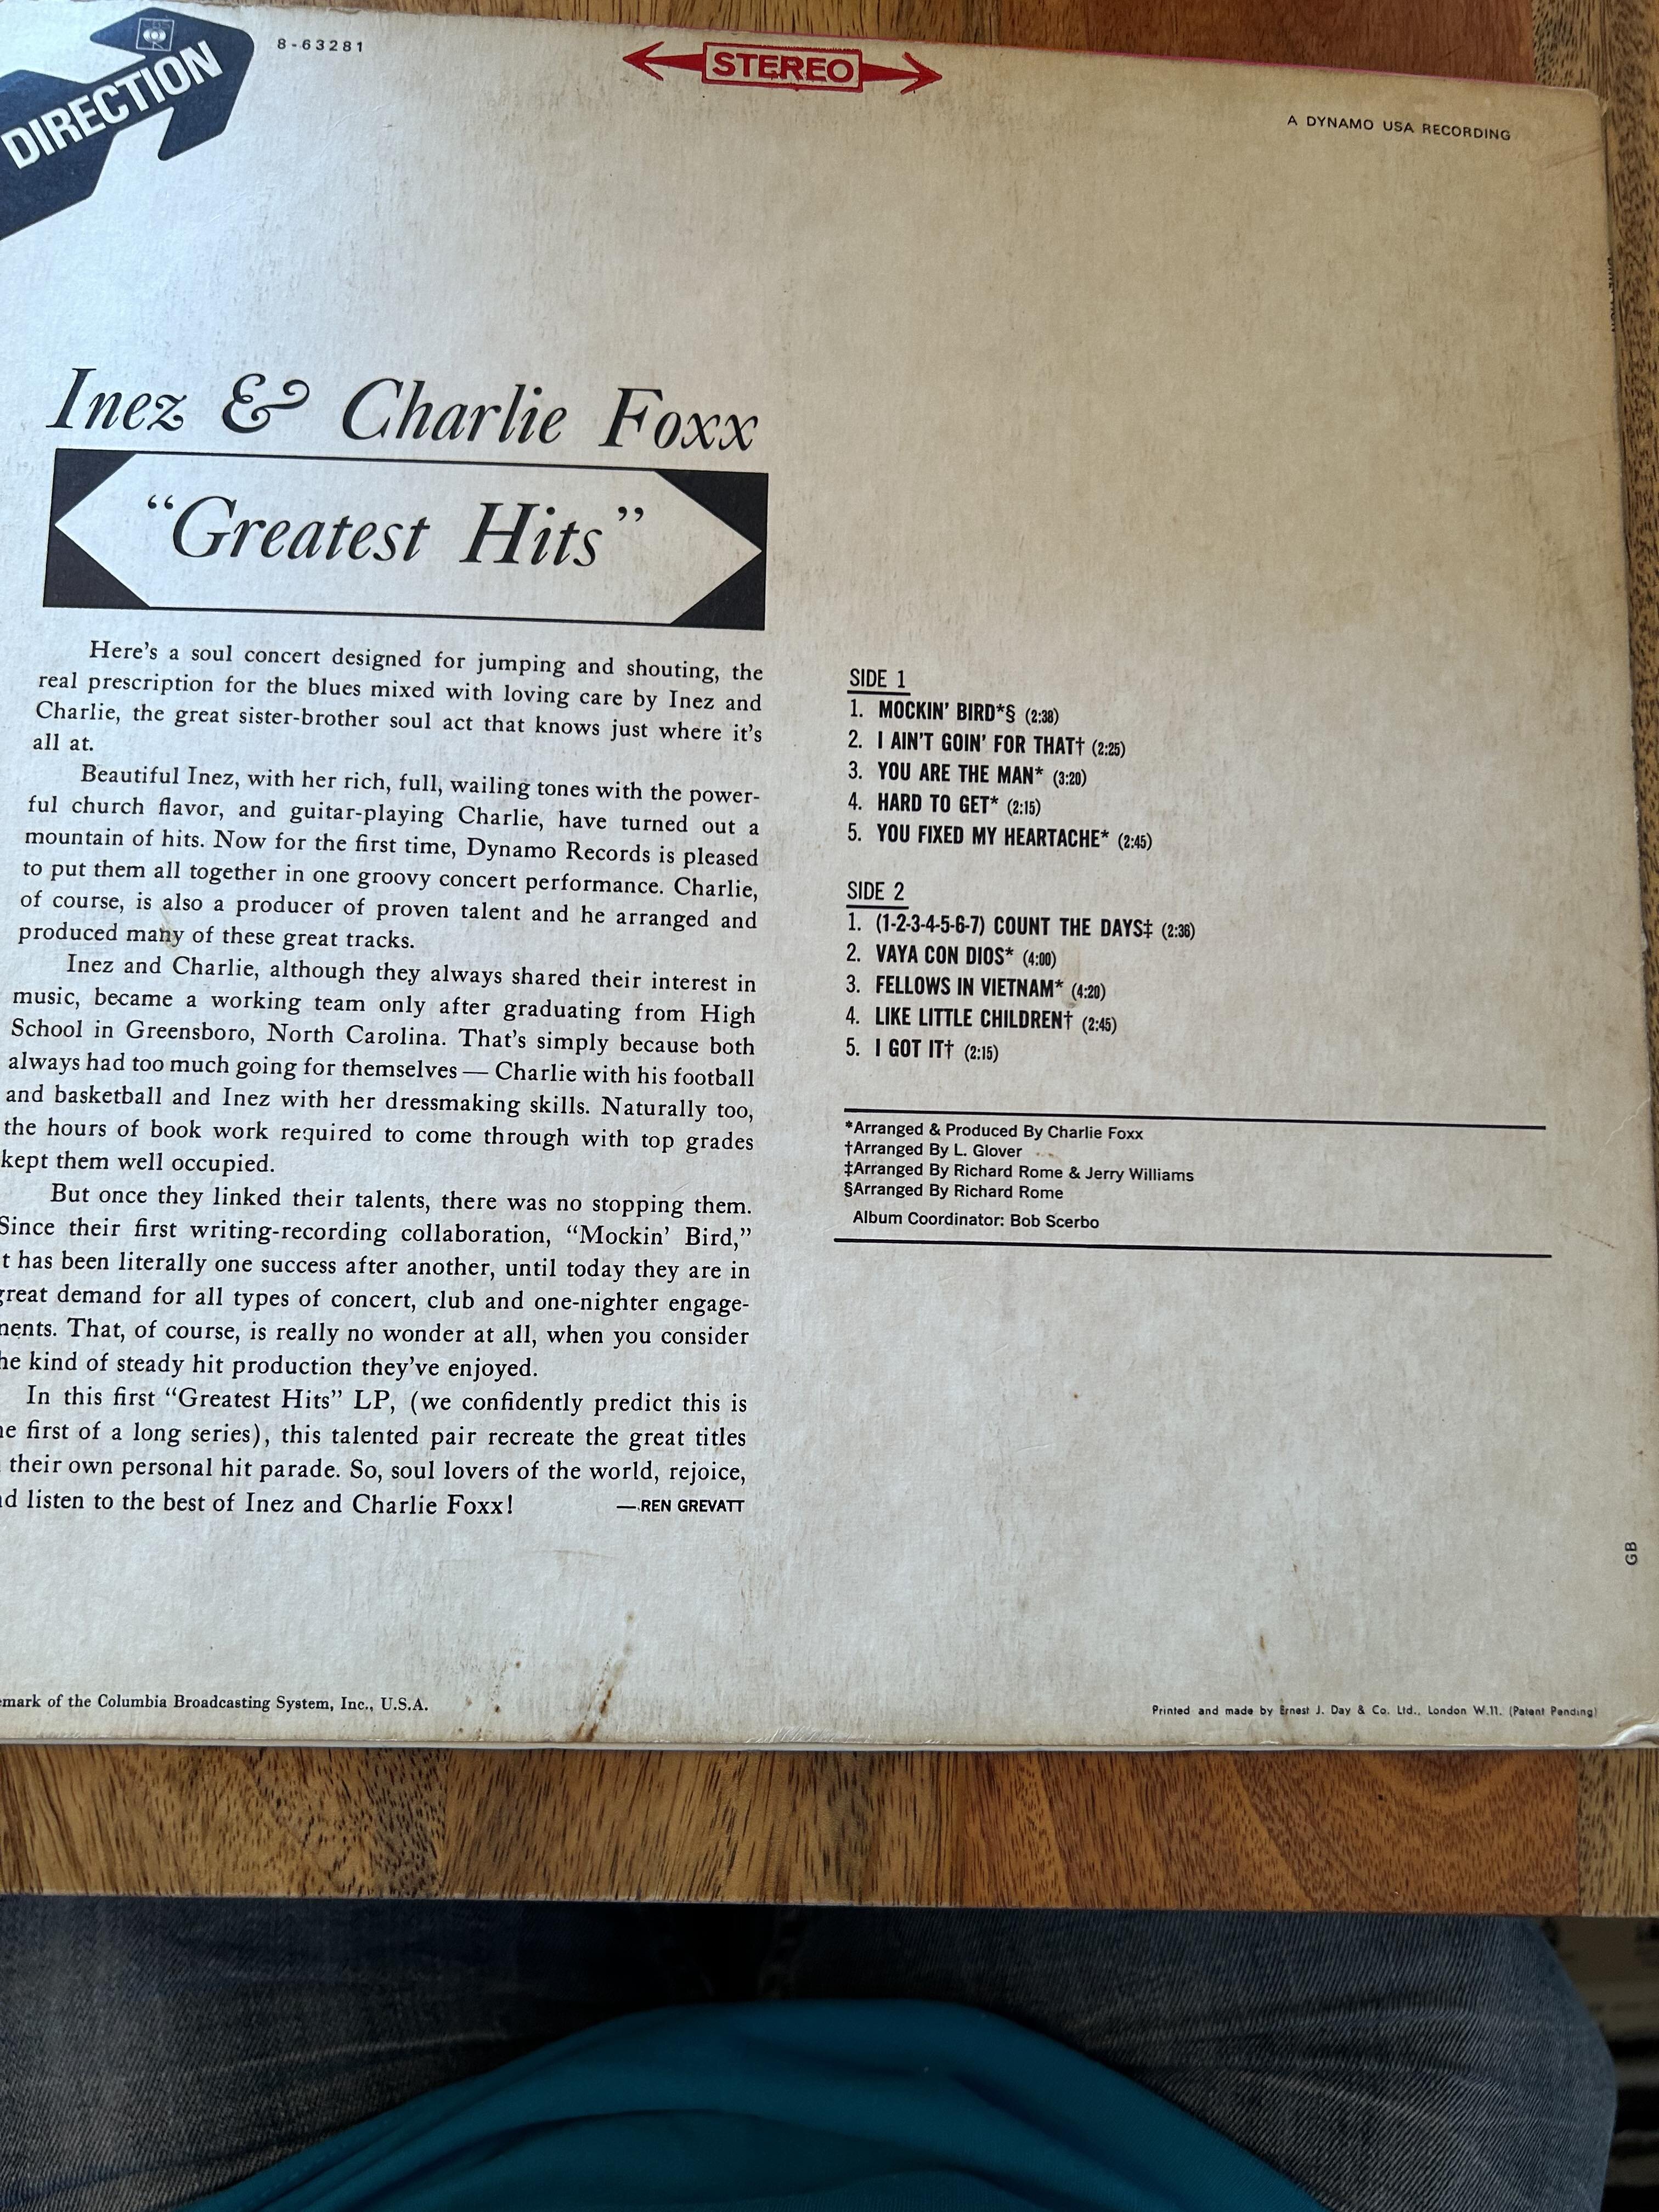 DIRECTION
8-63281
STEREO
A DYNAMO USA RECORDING
Inez & Charlie Foxx
“Greatest Hits”
Here’s a soul concert designed for jumping and shouting, the
real prescription for the blues mixed with loving care by Inez and
Charlie, the great sister-brother soul act that knows just where it’s
all at.
Beautiful Inez, with her rich, full, wailing tones with the power-
ful church flavor, and guitar-playing Charlie, have turned out a
mountain of hits. Now for the first time, Dynamo Records is pleased
to put them all together in one groovy concert performance. Charlie,
of course, is also a producer of proven talent and he arranged and
produced many of these great tracks.
Inez and Charlie, although they always shared their interest in
music, became a working team only after graduating from High
School in Greensboro, North Carolina. That’s simply because both
always had too much going for themselves — Charlie with his football
and basketball and Inez with her dressmaking skills. Naturally too,
the hours of book work required to come through with top grades
kept them well occupied.
But once they linked their talents, there was no stopping them.
Since their first writing-recording collaboration, “Mockin’ Bird,”
t has been literally one success after another, until today they are in
great demand for all types of concert, club and one-nighter engage-
ments. That, of course, is really no wonder at all, when you consider
he kind of steady hit production they’ve enjoyed.
In this first “Greatest Hits” LP, (we confidently predict this is
he first of a long series), this talented pair recreate the great titles
their own personal hit parade. So, soul lovers of the world, rejoice,
nd listen to the best of Inez and Charlie Foxx! — REN GREVATT
SIDE 1
1. MOCKIN’ BIRD*§ (2:38)
2. I AIN’T GOIN’ FOR THAT† (2:25)
3. YOU ARE THE MAN* (3:20)
4. HARD TO GET* (2:15)
5. YOU FIXED MY HEARTACHE* (2:45)
SIDE 2
1. (1-2-3-4-5-6-7) COUNT THE DAYS‡ (2:36)
2. VAYA CON DIOS* (4:00)
3. FELLOWS IN VIETNAM* (4:20)
4. LIKE LITTLE CHILDREN† (2:45)
5. I GOT IT† (2:15)
*Arranged & Produced By Charlie Foxx
†Arranged By L. Glover
‡Arranged By Richard Rome & Jerry Williams
§Arranged By Richard Rome
Album Coordinator: Bob Scerbo
GB
emark of the Columbia Broadcasting System, Inc., U.S.A.
Printed and made by Ernest J. Day & Co. Ltd., London W.11. (Patent Pending)